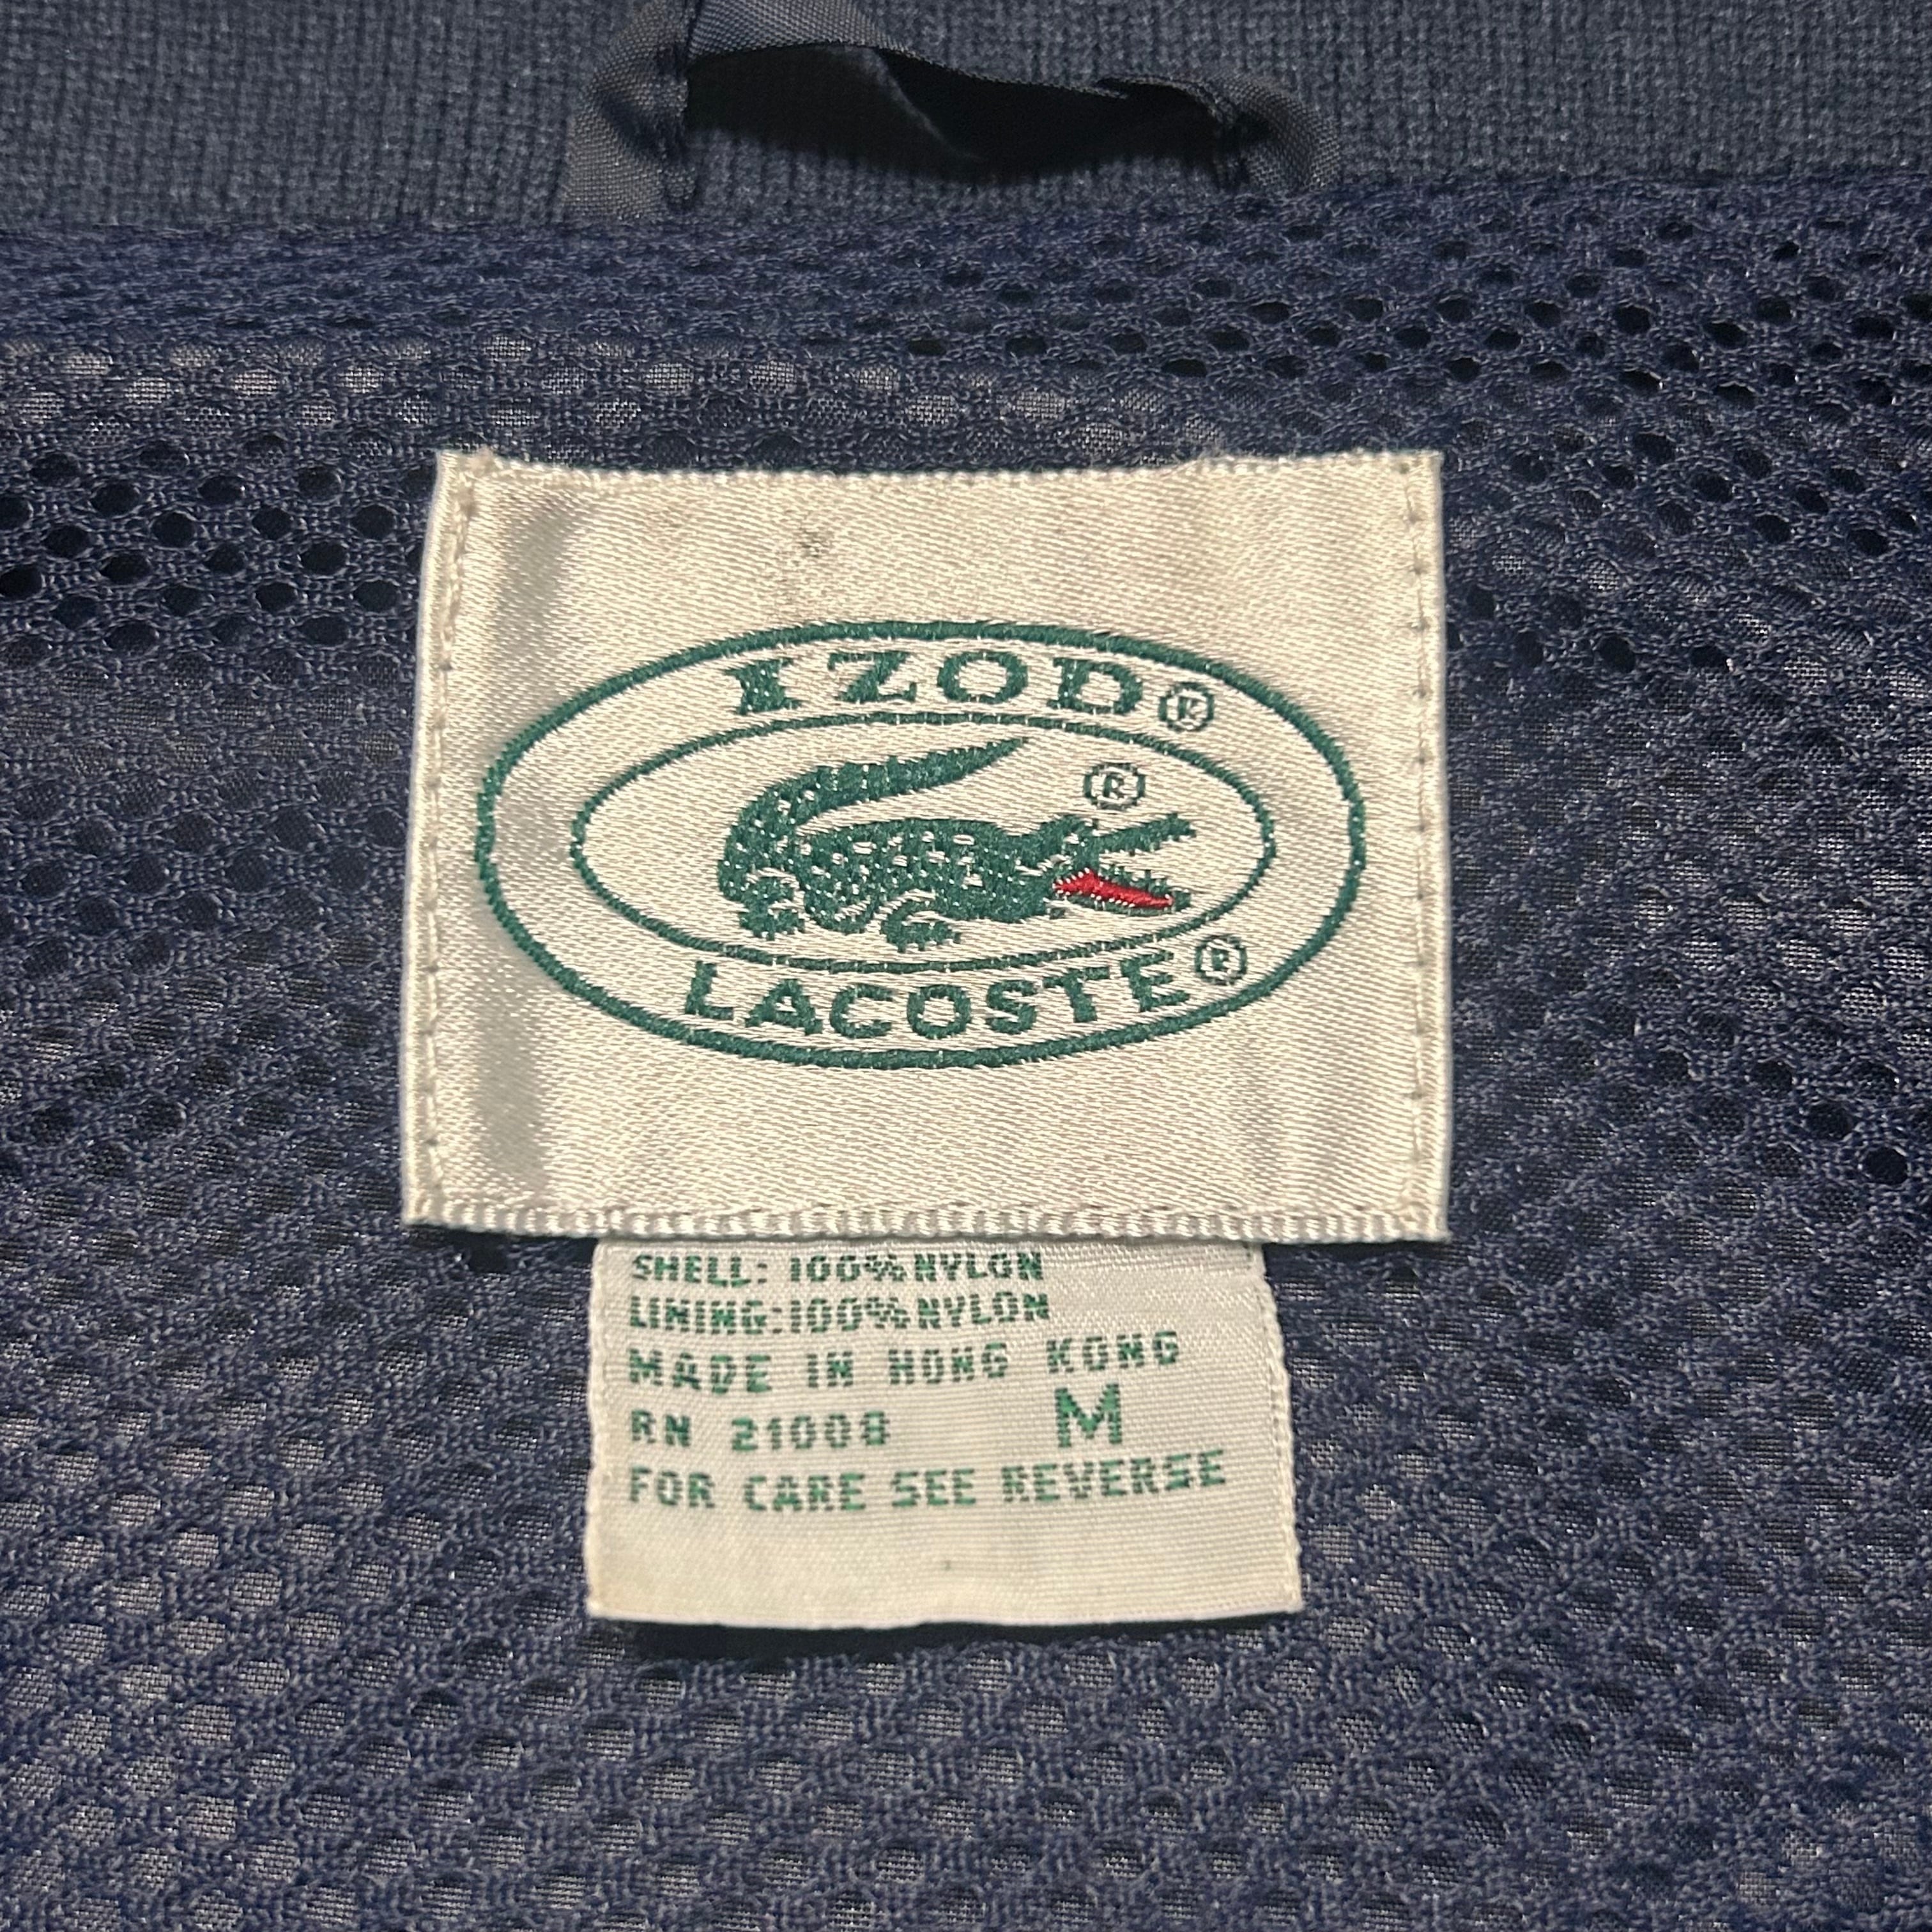 IZOD®
®
LACOSTE®
SHELL: 100% NYLON
LINING:100% NYLON
MADE IN HONG KONG
RN 21008 M
FOR CARE SEE REVERSE